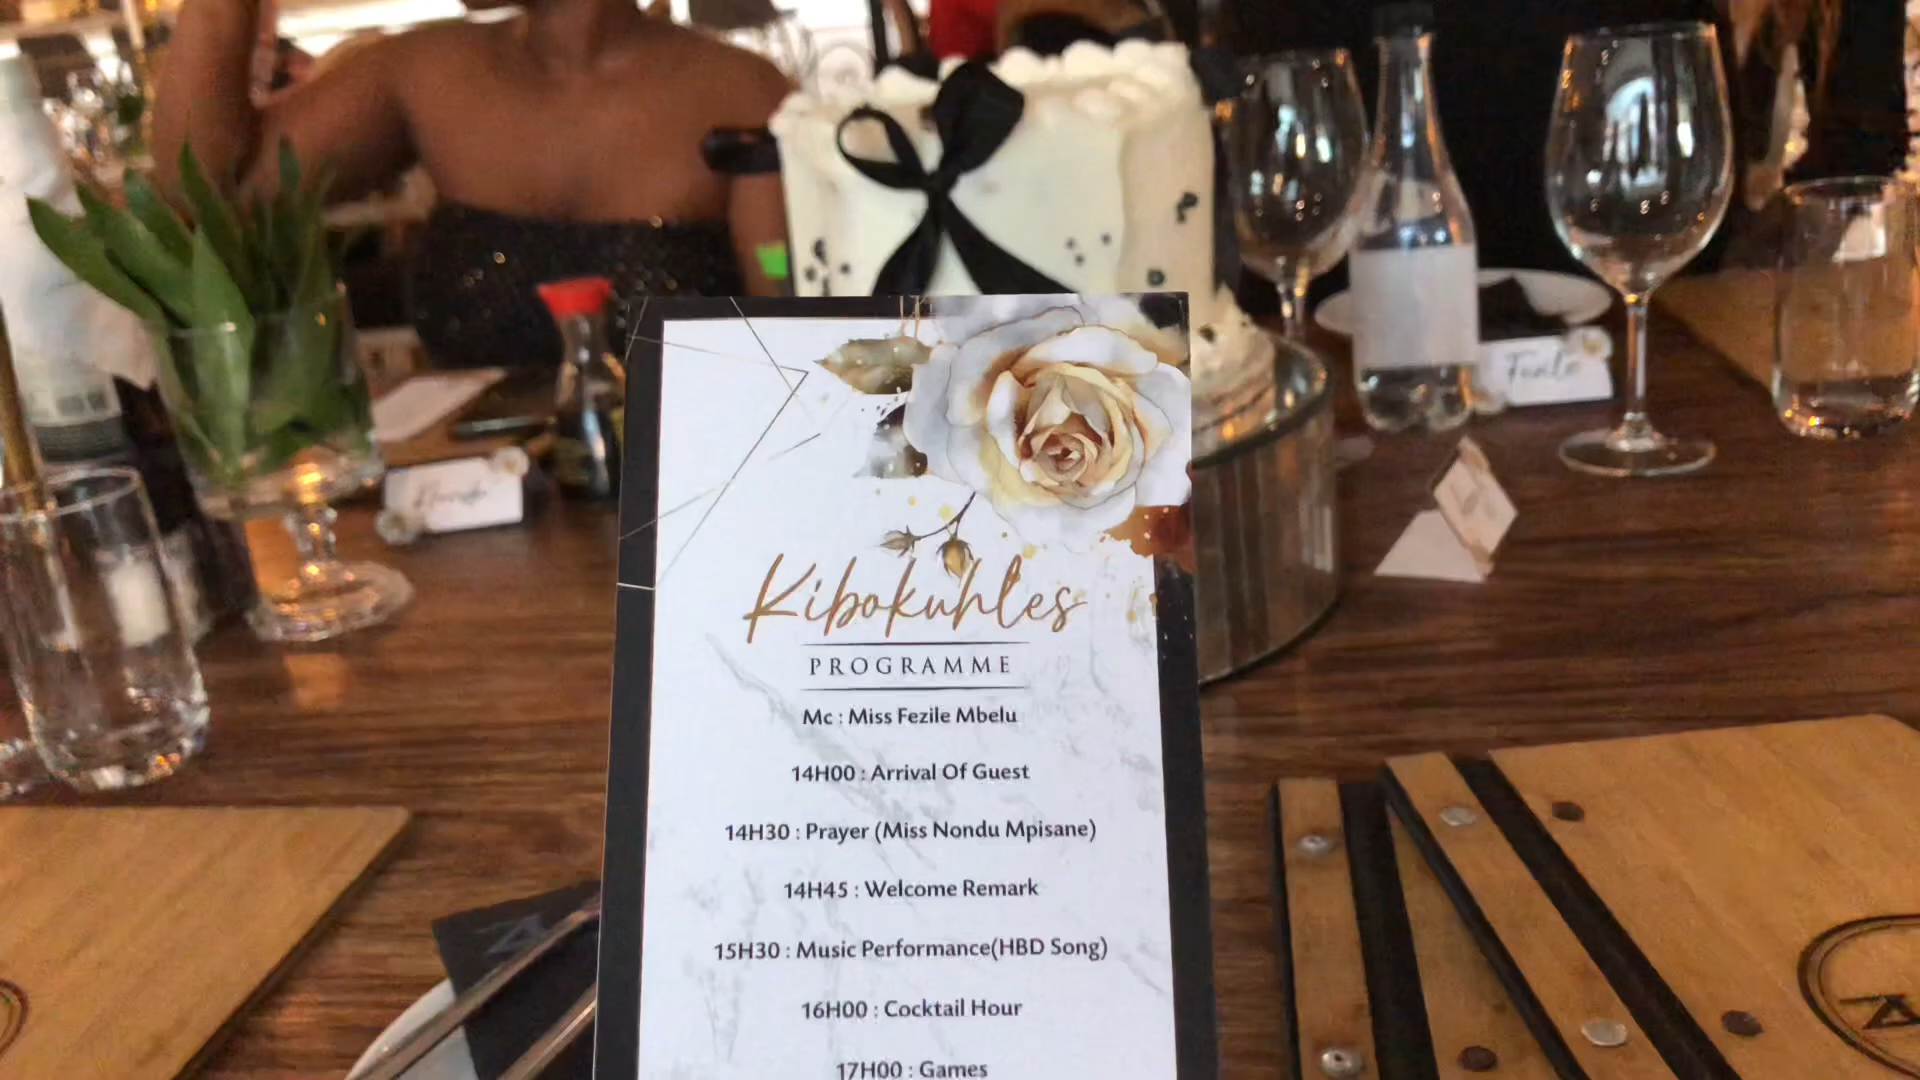 Kibokuhles
PROGRAMME
Mc : Miss Fezile Mbelu
14H00 : Arrival Of Guest
14H30 : Prayer (Miss Nondu Mpisane)
14H45 : Welcome Remark
15H30 : Music Performance(HBD Song)
16H00 : Cocktail Hour
17H00 : Games